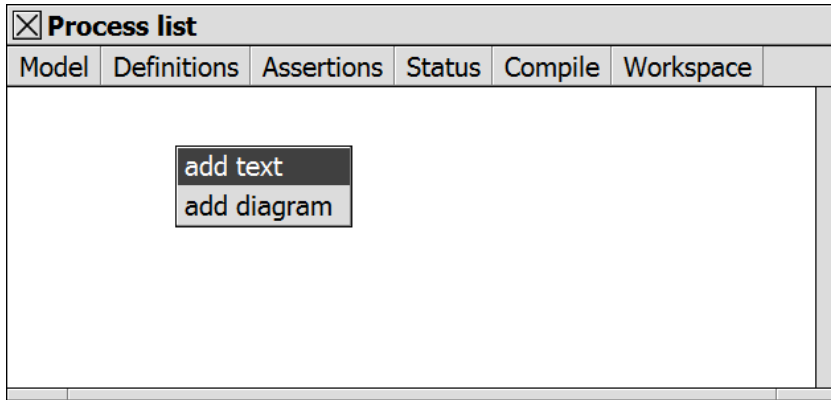 Process list
Model Definitions Assertions Status Compile Workspace
add text
add diagram